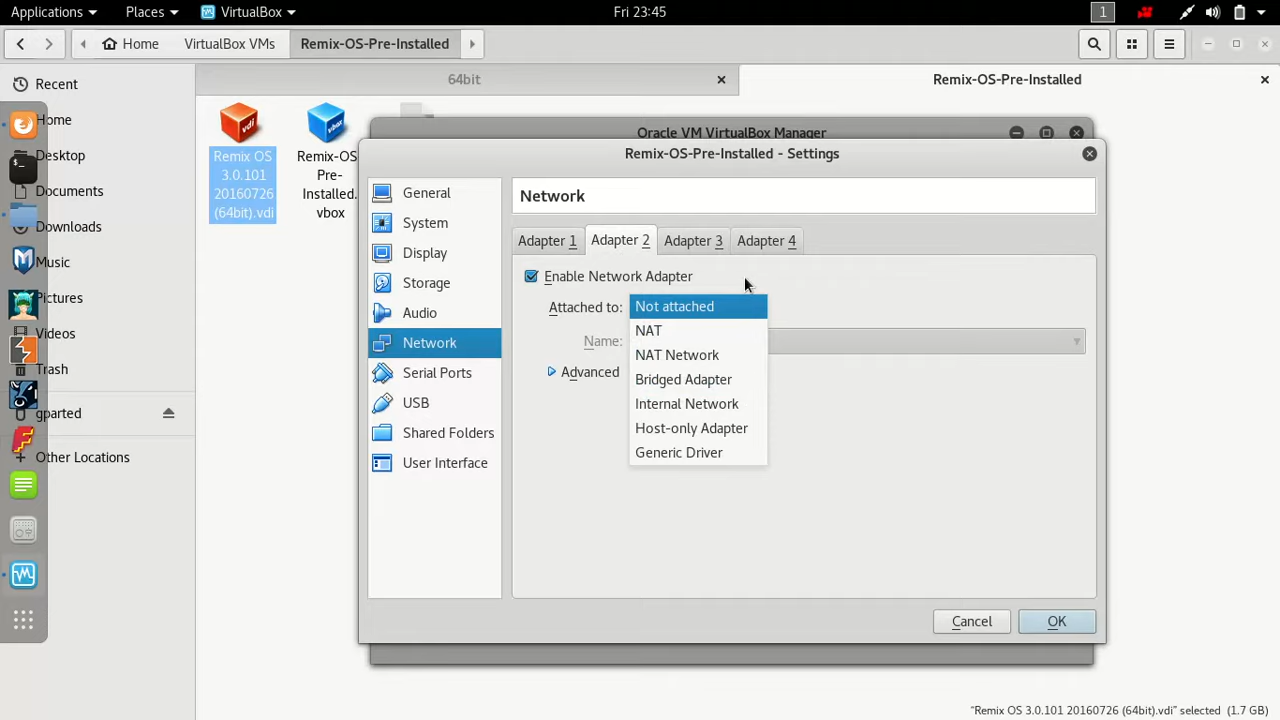 Applications
Places
VirtualBox
Fri 23:45
1
Home
VirtualBox VMs
Remix-OS-Pre-Installed
64bit
Remix-OS-Pre-Installed
Recent
Home
Desktop
Documents
Downloads
Music
Pictures
Videos
Trash
gparted
Other Locations
vdi
Remix OS
3.0.101
20160726
(64bit).vdi
vbox
Remix-OS-
Pre-
Installed.
vbox
Oracle VM VirtualBox Manager
Remix-OS-Pre-Installed - Settings
General
System
Display
Storage
Audio
Network
Serial Ports
USB
Shared Folders
User Interface
Network
Adapter 1
Adapter 2
Adapter 3
Adapter 4
Enable Network Adapter
Attached to:
Not attached
NAT
NAT Network
Bridged Adapter
Internal Network
Host-only Adapter
Generic Driver
Name:
Advanced
Cancel
OK
"Remix OS 3.0.101 20160726 (64bit).vdi" selected (1.7 GB)